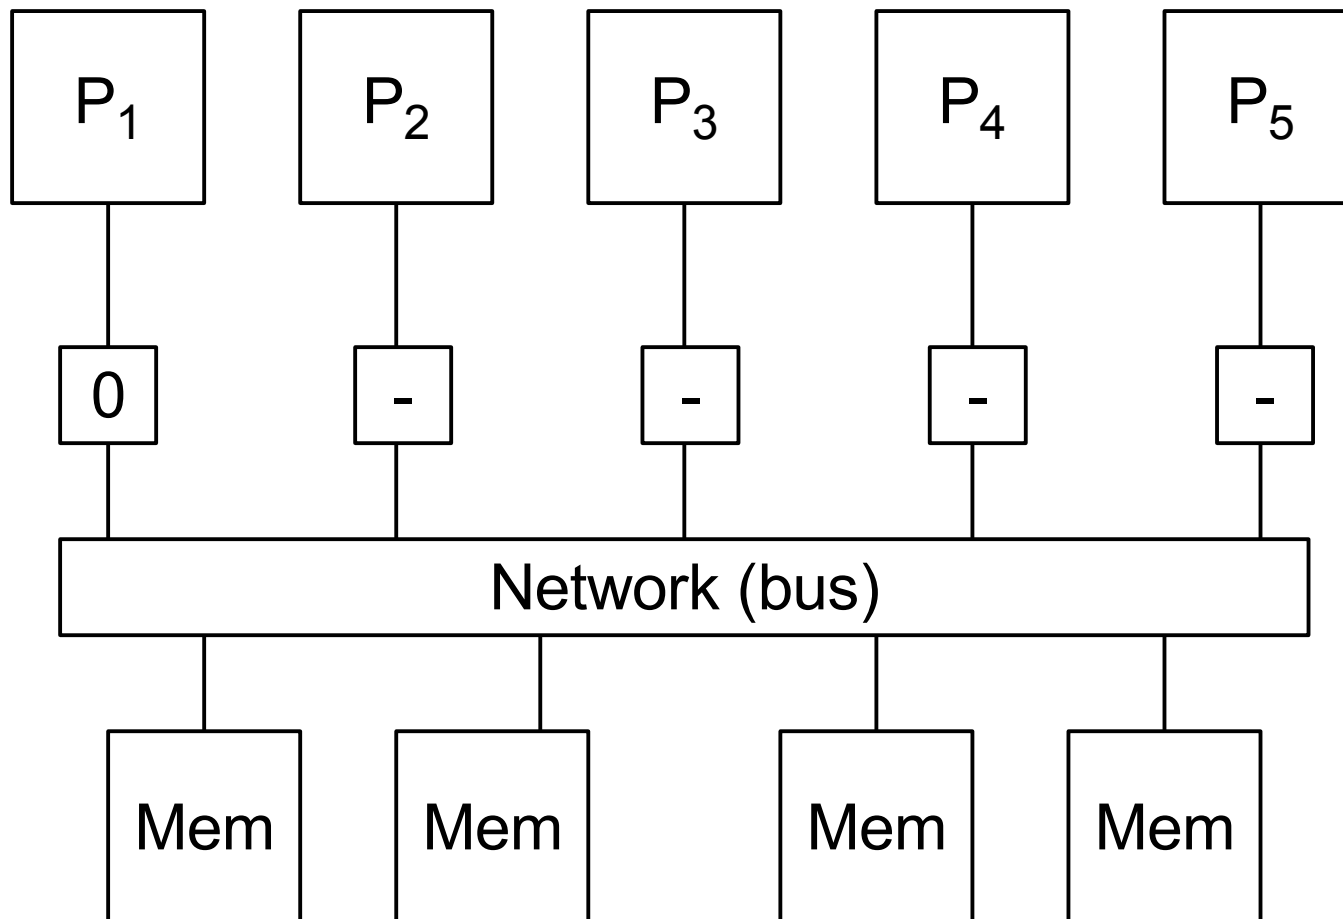 P₁ P₂ P₃ P₄ P₅
0 - - - -
Network (bus)
Mem Mem Mem Mem